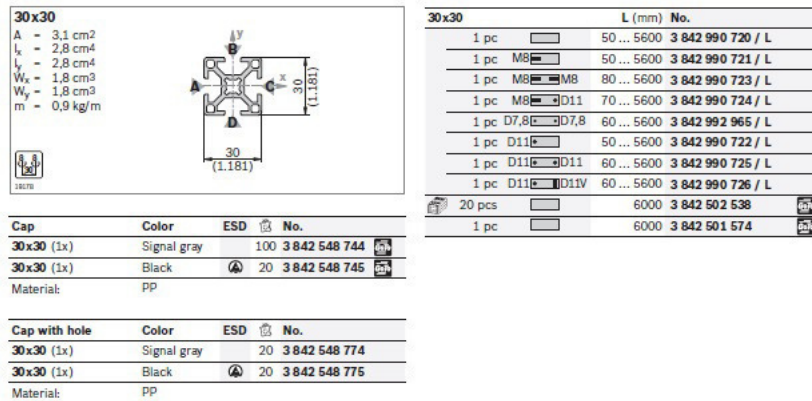 30x30
A - 3,1 cm2
Ix - 2,8 cm4
Iy - 2,8 cm4
Wx - 1,8 cm3
Wy - 1,8 cm3
m - 0,9 kg/m
y
B
A
C
x
D
30
(1.181)
30
(1.181)
30
Cap Color ESD No.
30x30 (1x) Signal gray 100 3 842 548 744
30x30 (1x) Black 20 3 842 548 745
Material: PP
Cap with hole Color ESD No.
30x30 (1x) Signal gray 20 3 842 548 774
30x30 (1x) Black 20 3 842 548 775
Material: PP
30x30 L (mm) No.
1 pc 50 ... 5600 3 842 990 720 / L
1 pc M8 50 ... 5600 3 842 990 721 / L
1 pc M8 M8 80 ... 5600 3 842 990 723 / L
1 pc M8 D11 70 ... 5600 3 842 990 724 / L
1 pc D7,8 D7,8 60 ... 5600 3 842 992 965 / L
1 pc D11 50 ... 5600 3 842 990 722 / L
1 pc D11 D11 60 ... 5600 3 842 990 725 / L
1 pc D11 D11V 60 ... 5600 3 842 990 726 / L
20 pcs 6000 3 842 502 538
1 pc 6000 3 842 501 574